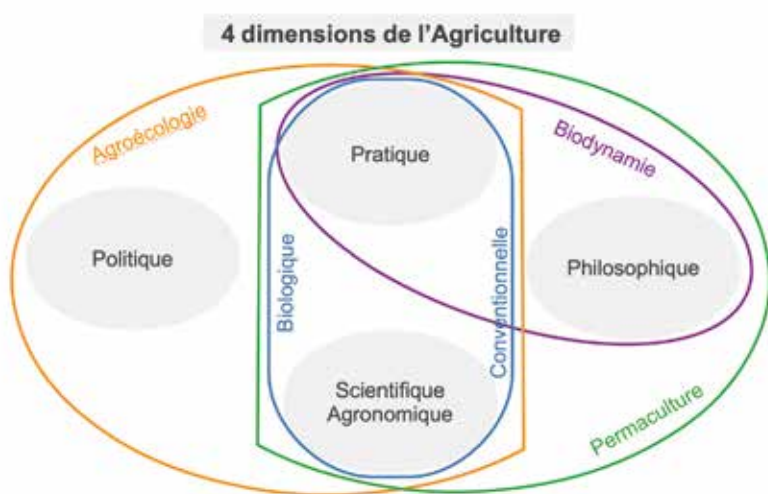 4 dimensions de l'Agriculture
Agroécologie
Pratique
Biodynamie
Politique
Biologique
Conventionnelle
Philosophique
Scientifique
Agronomique
Permaculture